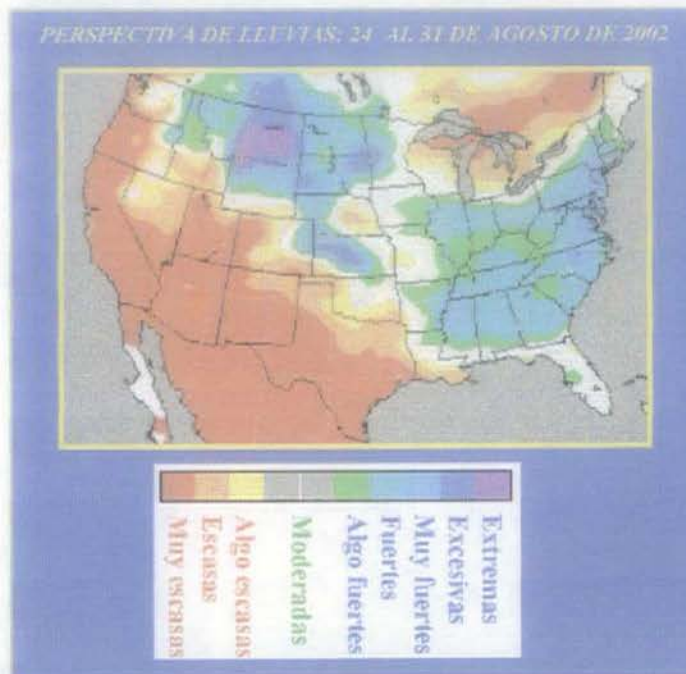 PERSPECTIVA DE LLUVIAS; 24 AL 31 DE AGOSTO DE 2002
Muy escasas
Escasas
Algo escasas
Moderadas
Algo fuertes
Fuertes
Muy fuertes
Excesivas
Extremas